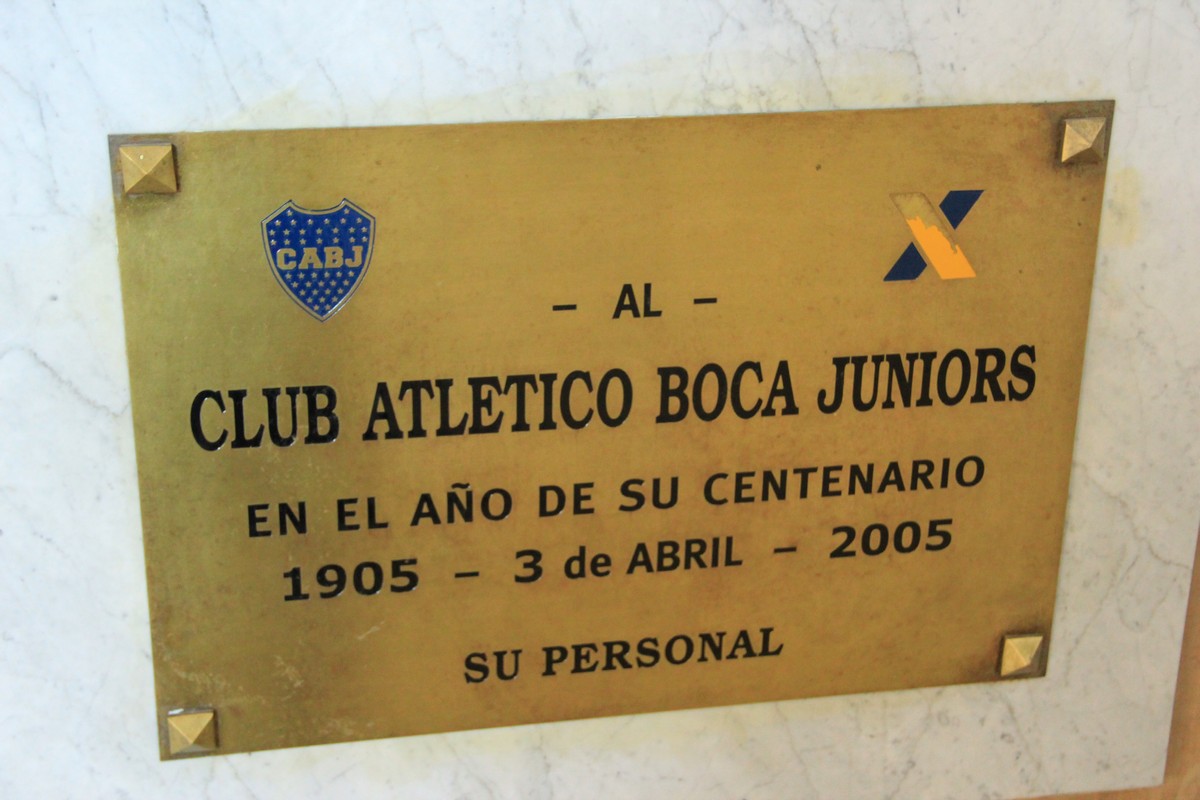 CABJ
– AL –
CLUB ATLETICO BOCA JUNIORS
EN EL AÑO DE SU CENTENARIO
1905 – 3 de ABRIL – 2005
SU PERSONAL